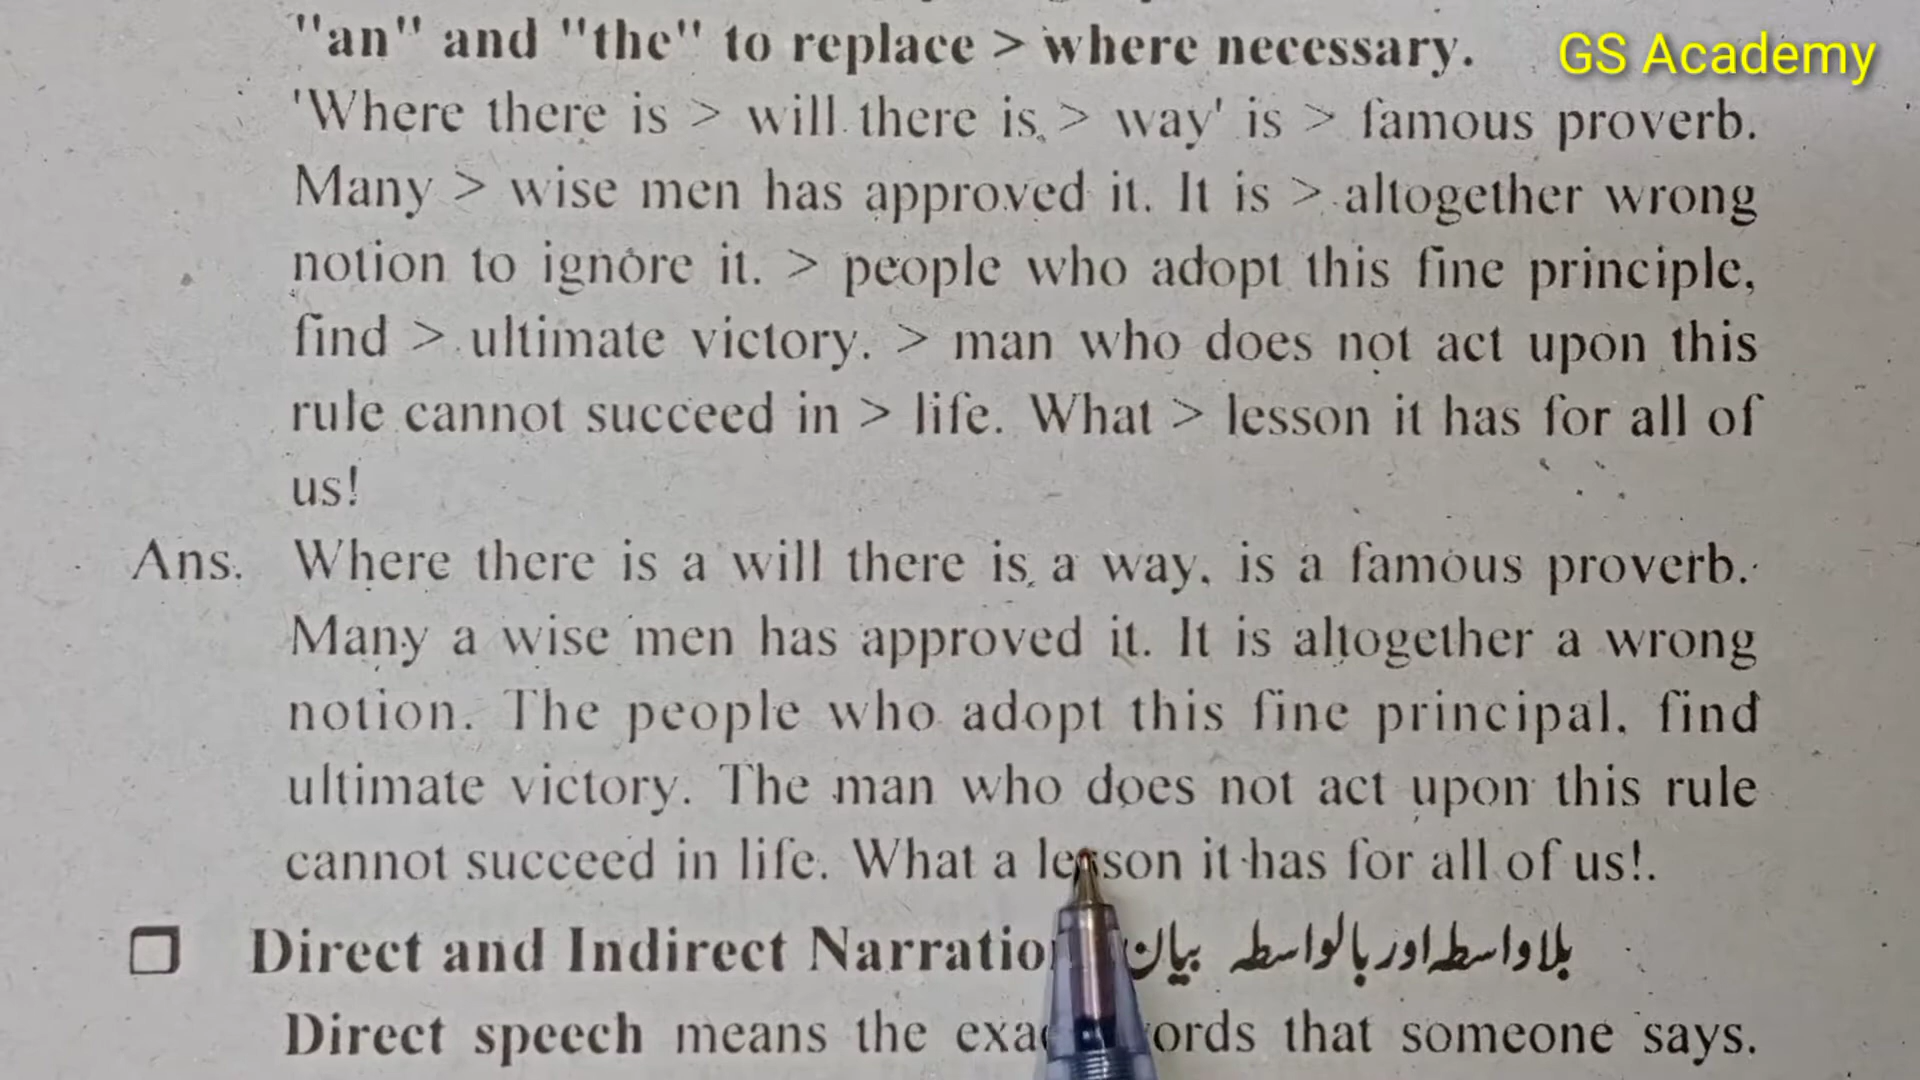 "an" and "the" to replace > where necessary.
GS Academy
'Where there is > will there is > way' is > famous proverb.
Many > wise men has approved it. It is > altogether wrong
notion to ignore it. > people who adopt this fine principle,
find > ultimate victory. > man who does not act upon this
rule cannot succeed in > life. What > lesson it has for all of
us!
Ans. Where there is a will there is a way, is a famous proverb.
Many a wise men has approved it. It is altogether a wrong
notion. The people who adopt this fine principal, find
ultimate victory. The man who does not act upon this rule
cannot succeed in life. What a lesson it has for all of us!.
Direct and Indirect بلاواسطہ اور بالواسطہ بیان
Direct speech means the that someone says.